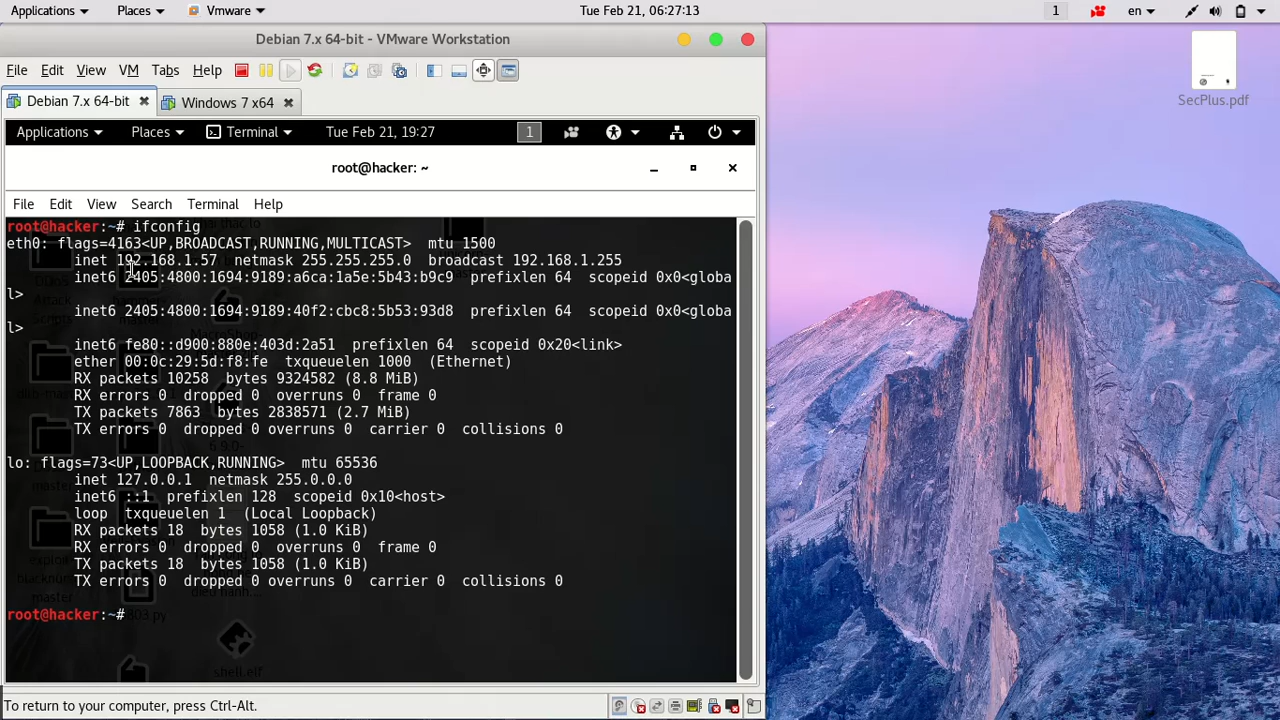 Applications Places Vmware Tue Feb 21, 06:27:13 1 en
Debian 7.x 64-bit - VMware Workstation
File Edit View VM Tabs Help
Debian 7.x 64-bit Windows 7 x64
SecPlus.pdf
Applications Places Terminal Tue Feb 21, 19:27 1
root@hacker: ~
File Edit View Search Terminal Help
root@hacker:~# ifconfig
eth0: flags=4163<UP,BROADCAST,RUNNING,MULTICAST> mtu 1500
inet 192.168.1.57 netmask 255.255.255.0 broadcast 192.168.1.255
inet6 2405:4800:1694:9189:a6ca:1a5e:5b43:b9c9 prefixlen 64 scopeid 0x0<globa
l>
inet6 2405:4800:1694:9189:40f2:cbc8:5b53:93d8 prefixlen 64 scopeid 0x0<globa
l>
inet6 fe80::d900:880e:403d:2a51 prefixlen 64 scopeid 0x20<link>
ether 00:0c:29:5d:f8:fe txqueuelen 1000 (Ethernet)
RX packets 10258 bytes 9324582 (8.8 MiB)
RX errors 0 dropped 0 overruns 0 frame 0
TX packets 7863 bytes 2838571 (2.7 MiB)
TX errors 0 dropped 0 overruns 0 carrier 0 collisions 0
lo: flags=73<UP,LOOPBACK,RUNNING> mtu 65536
inet 127.0.0.1 netmask 255.0.0.0
inet6 ::1 prefixlen 128 scopeid 0x10<host>
loop txqueuelen 1 (Local Loopback)
RX packets 18 bytes 1058 (1.0 KiB)
RX errors 0 dropped 0 overruns 0 frame 0
TX packets 18 bytes 1058 (1.0 KiB)
TX errors 0 dropped 0 overruns 0 carrier 0 collisions 0
root@hacker:~#
shell.elf
To return to your computer, press Ctrl-Alt.